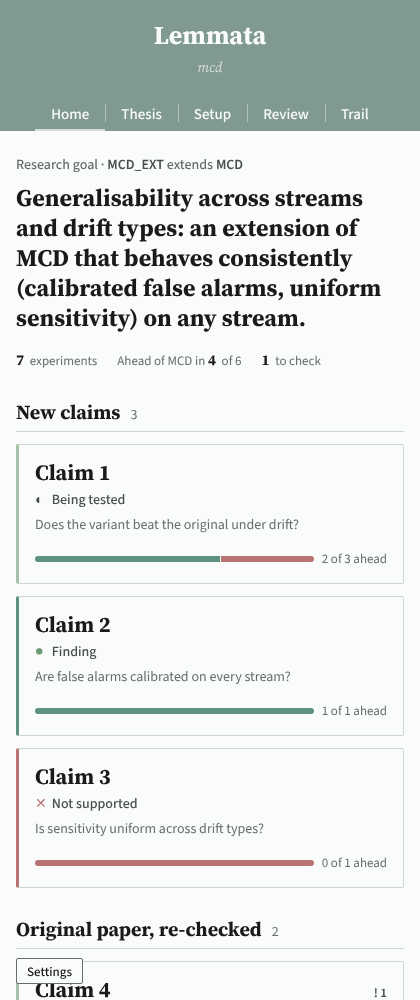 Lemmata
mcd
Home Thesis Setup Review Trail
Research goal · MCD_EXT extends MCD
Generalisability across streams
and drift types: an extension of
MCD that behaves consistently
(calibrated false alarms, uniform
sensitivity) on any stream.
7 experiments Ahead of MCD in 4 of 6 1 to check
New claims 3
Claim 1
Being tested
Does the variant beat the original under drift?
2 of 3 ahead
Claim 2
Finding
Are false alarms calibrated on every stream?
1 of 1 ahead
Claim 3
✕ Not supported
Is sensitivity uniform across drift types?
0 of 1 ahead
Original paper, re-checked 2
Settings
Claim 4 ! 1